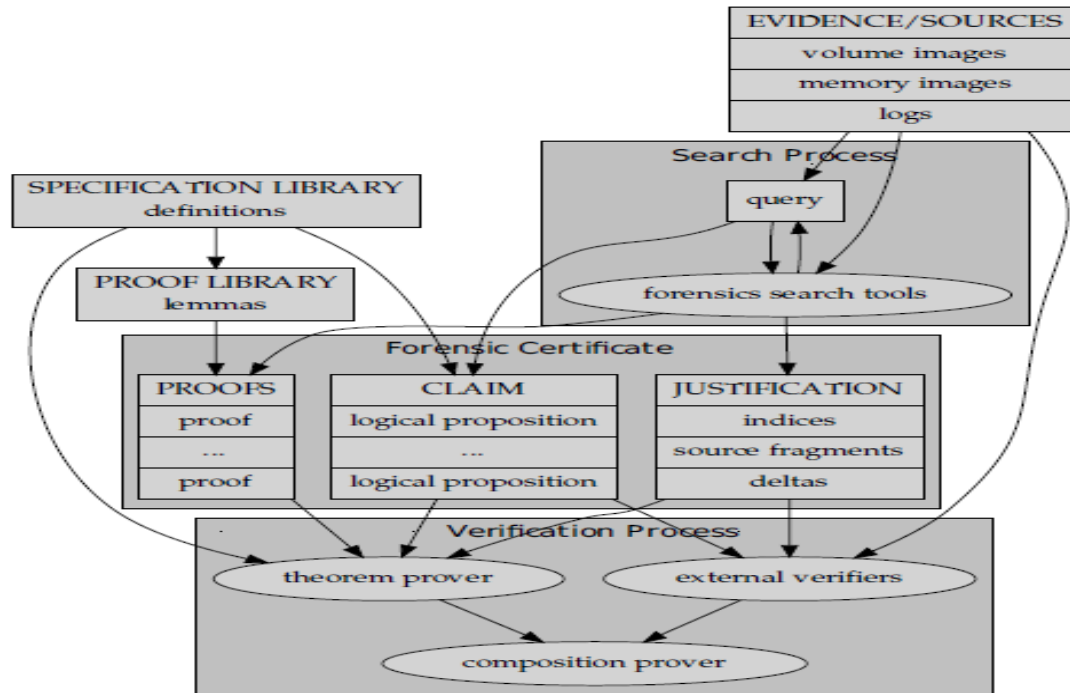 EVIDENCE/SOURCES
volume images
memory images
logs
Search Process
query
forensics search tools
SPECIFICATION LIBRARY
definitions
PROOF LIBRARY
lemmas
Forensic Certificate
PROOFS
proof
...
proof
CLAIM
logical proposition
...
logical proposition
JUSTIFICATION
indices
source fragments
deltas
Verification Process
theorem prover
external verifiers
composition prover